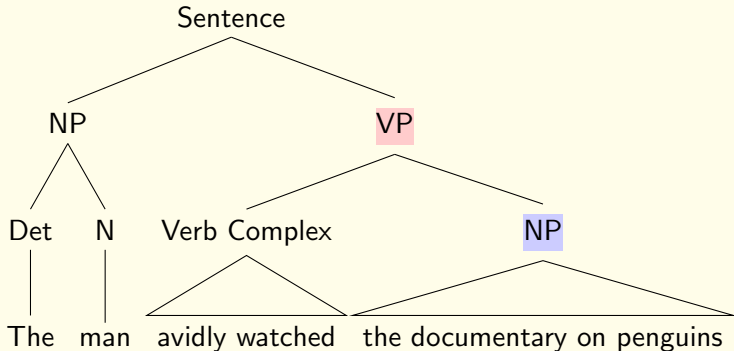 Sentence
NP VP
Det N Verb Complex NP
The man avidly watched the documentary on penguins